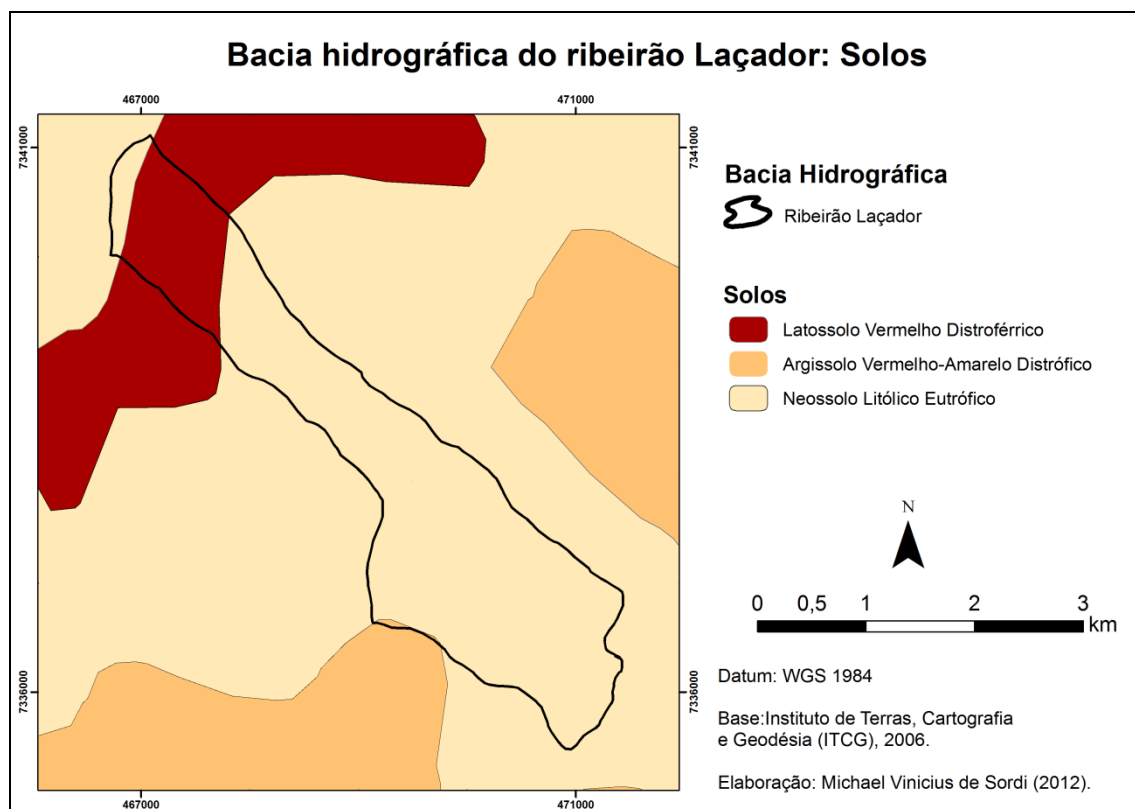 Bacia hidrográfica do ribeirão Laçador: Solos
467000
471000
7341000
7341000
7336000
7336000
467000
471000
Bacia Hidrográfica
Ribeirão Laçador
Solos
Latossolo Vermelho Distroférrico
Argissolo Vermelho-Amarelo Distrófico
Neossolo Litólico Eutrófico
N
0 0,5 1 2 3
km
Datum: WGS 1984
Base:Instituto de Terras, Cartografia
e Geodésia (ITCG), 2006.
Elaboração: Michael Vinicius de Sordi (2012).